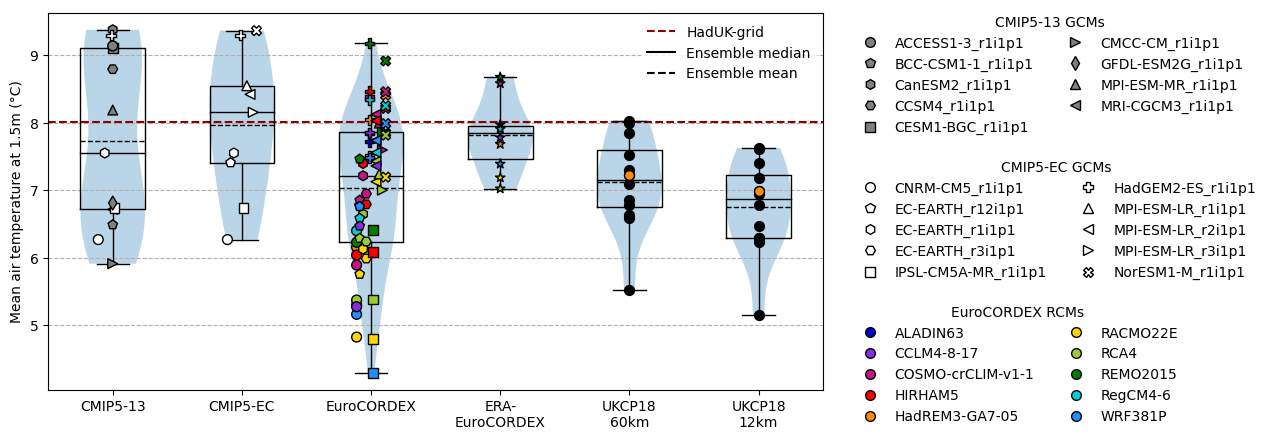 Mean air temperature at 1.5m (°C)
9
8
7
6
5
HadUK-grid
Ensemble median
Ensemble mean
CMIP5-13
CMIP5-EC
EuroCORDEX
ERA-
EuroCORDEX
UKCP18
60km
UKCP18
12km
CMIP5-13 GCMs
ACCESS1-3_r1i1p1
BCC-CSM1-1_r1i1p1
CanESM2_r1i1p1
CCSM4_r1i1p1
CESM1-BGC_r1i1p1
CMCC-CM_r1i1p1
GFDL-ESM2G_r1i1p1
MPI-ESM-MR_r1i1p1
MRI-CGCM3_r1i1p1
CMIP5-EC GCMs
CNRM-CM5_r1i1p1
EC-EARTH_r12i1p1
EC-EARTH_r1i1p1
EC-EARTH_r3i1p1
IPSL-CM5A-MR_r1i1p1
HadGEM2-ES_r1i1p1
MPI-ESM-LR_r1i1p1
MPI-ESM-LR_r2i1p1
MPI-ESM-LR_r3i1p1
NorESM1-M_r1i1p1
EuroCORDEX RCMs
ALADIN63
CCLM4-8-17
COSMO-crCLIM-v1-1
HIRHAM5
HadREM3-GA7-05
RACMO22E
RCA4
REMO2015
RegCM4-6
WRF381P